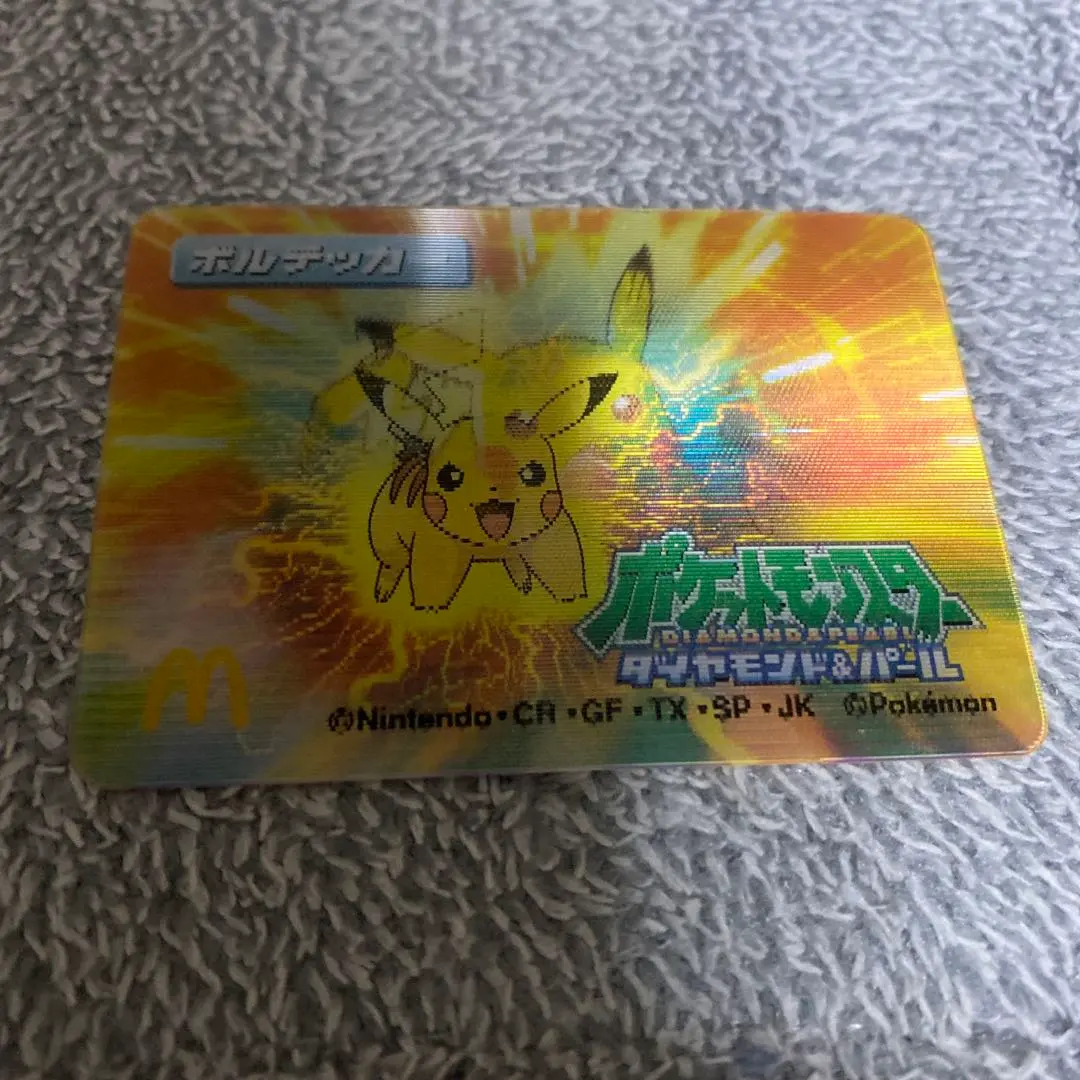 ボルテッカー
ポケットモンスター
DIAMOND & PEARL
ダイヤモンド&パール
©Nintendo・CR・GF・TX・SP・JK ©Pokémon